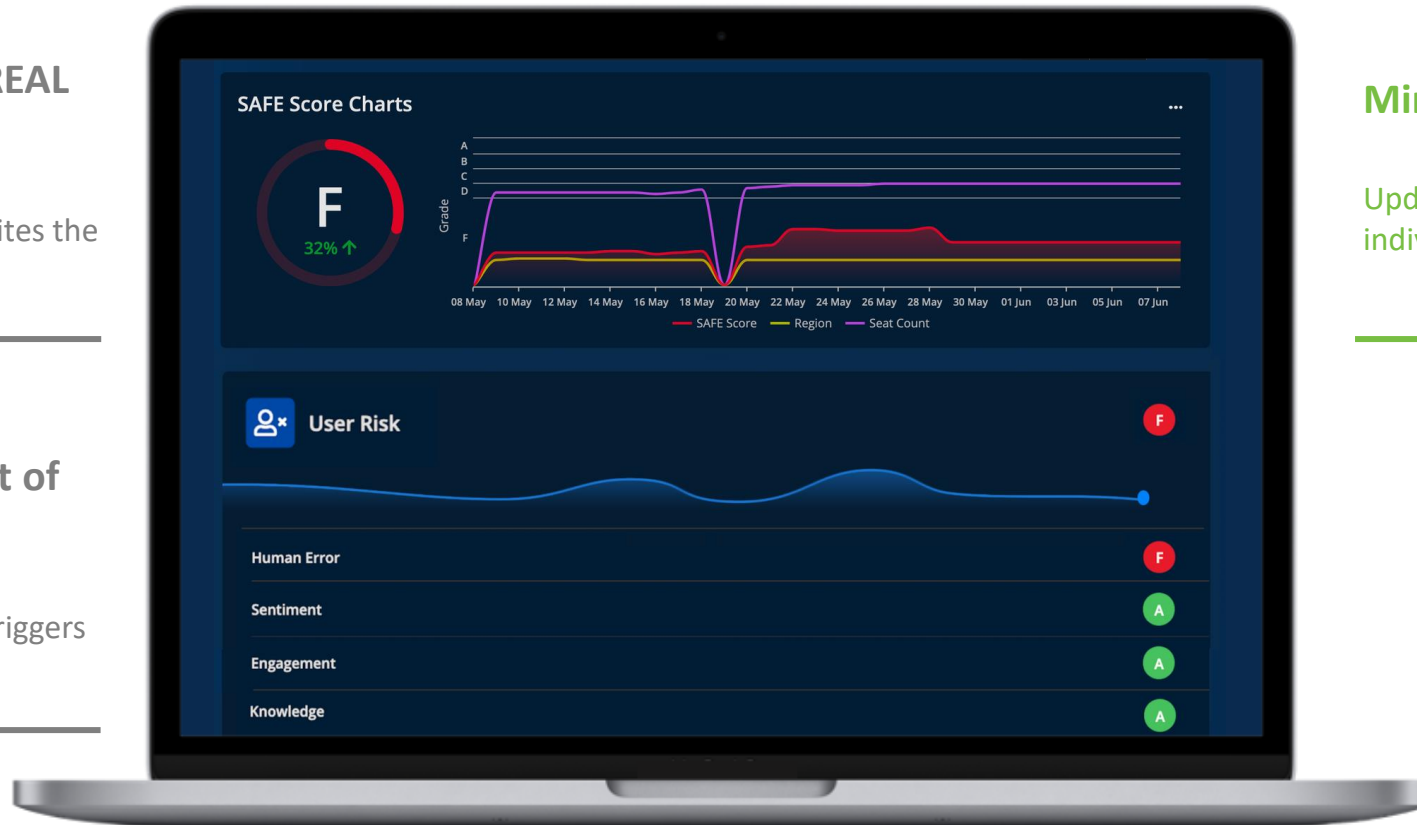 REAL
ites the
t of
riggers
SAFE Score Charts
...
F
32% ↑
Grade
A
B
C
D
F
08 May 10 May 12 May 14 May 16 May 18 May 20 May 22 May 24 May 26 May 28 May 30 May 01 Jun 03 Jun 05 Jun 07 Jun
SAFE Score Region Seat Count
User Risk F
Human Error F
Sentiment A
Engagement A
Knowledge A
Upd
indiv